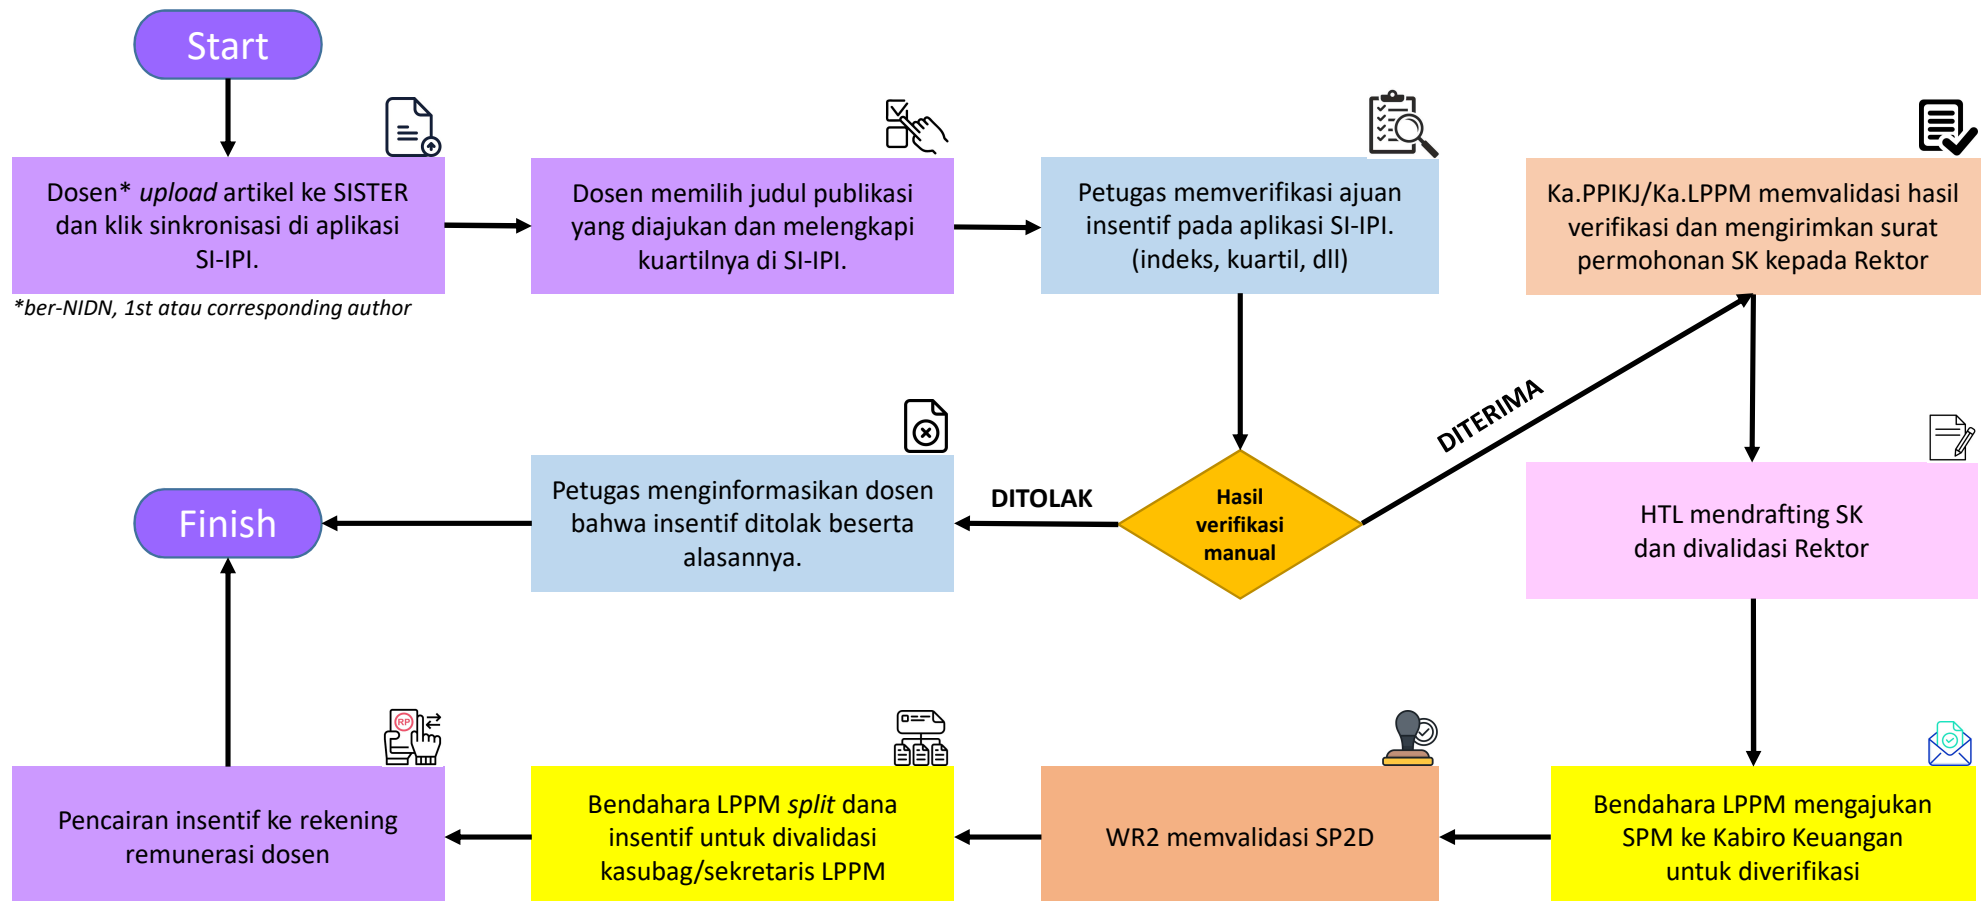 Start
Dosen* upload artikel ke SISTER
dan klik sinkronisasi di aplikasi
SI-IPI.
*ber-NIDN, 1st atau corresponding author
Dosen memilih judul publikasi
yang diajukan dan melengkapi
kuartilnya di SI-IPI.
Petugas memverifikasi ajuan
insentif pada aplikasi SI-IPI.
(indeks, kuartil, dll)
Ka.PPIKJ/Ka.LPPM memvalidasi hasil
verifikasi dan mengirimkan surat
permohonan SK kepada Rektor
DITERIMA
Hasil
verifikasi
manual
DITOLAK
Petugas menginformasikan dosen
bahwa insentif ditolak beserta
alasannya.
Finish
HTL mendrafting SK
dan divalidasi Rektor
Bendahara LPPM mengajukan
SPM ke Kabiro Keuangan
untuk diverifikasi
WR2 memvalidasi SP2D
Bendahara LPPM split dana
insentif untuk divalidasi
kasubag/sekretaris LPPM
RP
Pencairan insentif ke rekening
remunerasi dosen